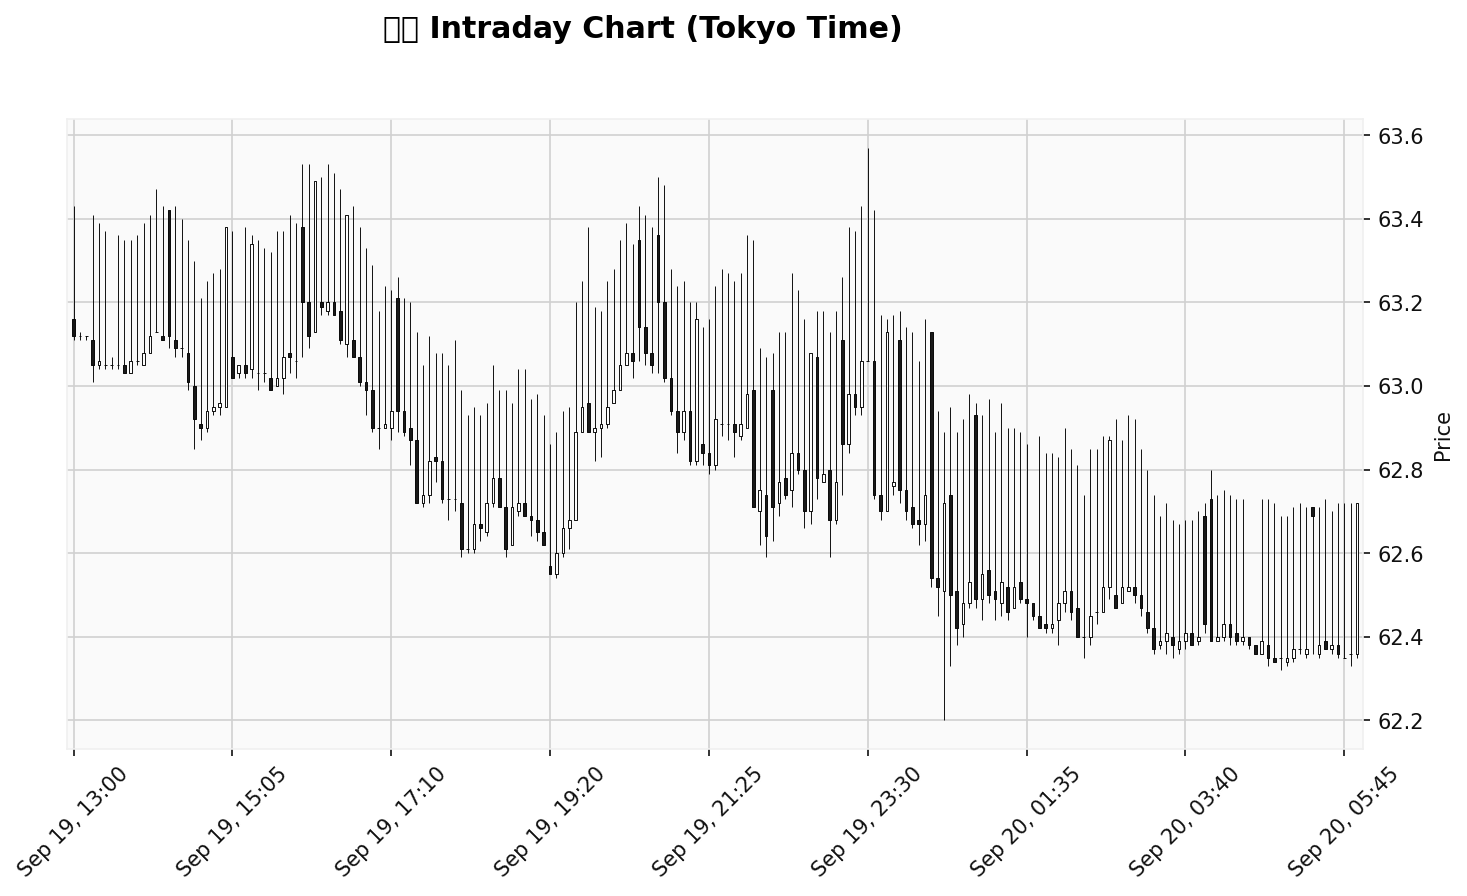 Intraday Chart (Tokyo Time)
63.6
63.4
63.2
63.0
62.8
62.6
62.4
62.2
Price
Sep 19, 13:00
Sep 19, 15:05
Sep 19, 17:10
Sep 19, 19:20
Sep 19, 21:25
Sep 19, 23:30
Sep 20, 01:35
Sep 20, 03:40
Sep 20, 05:45